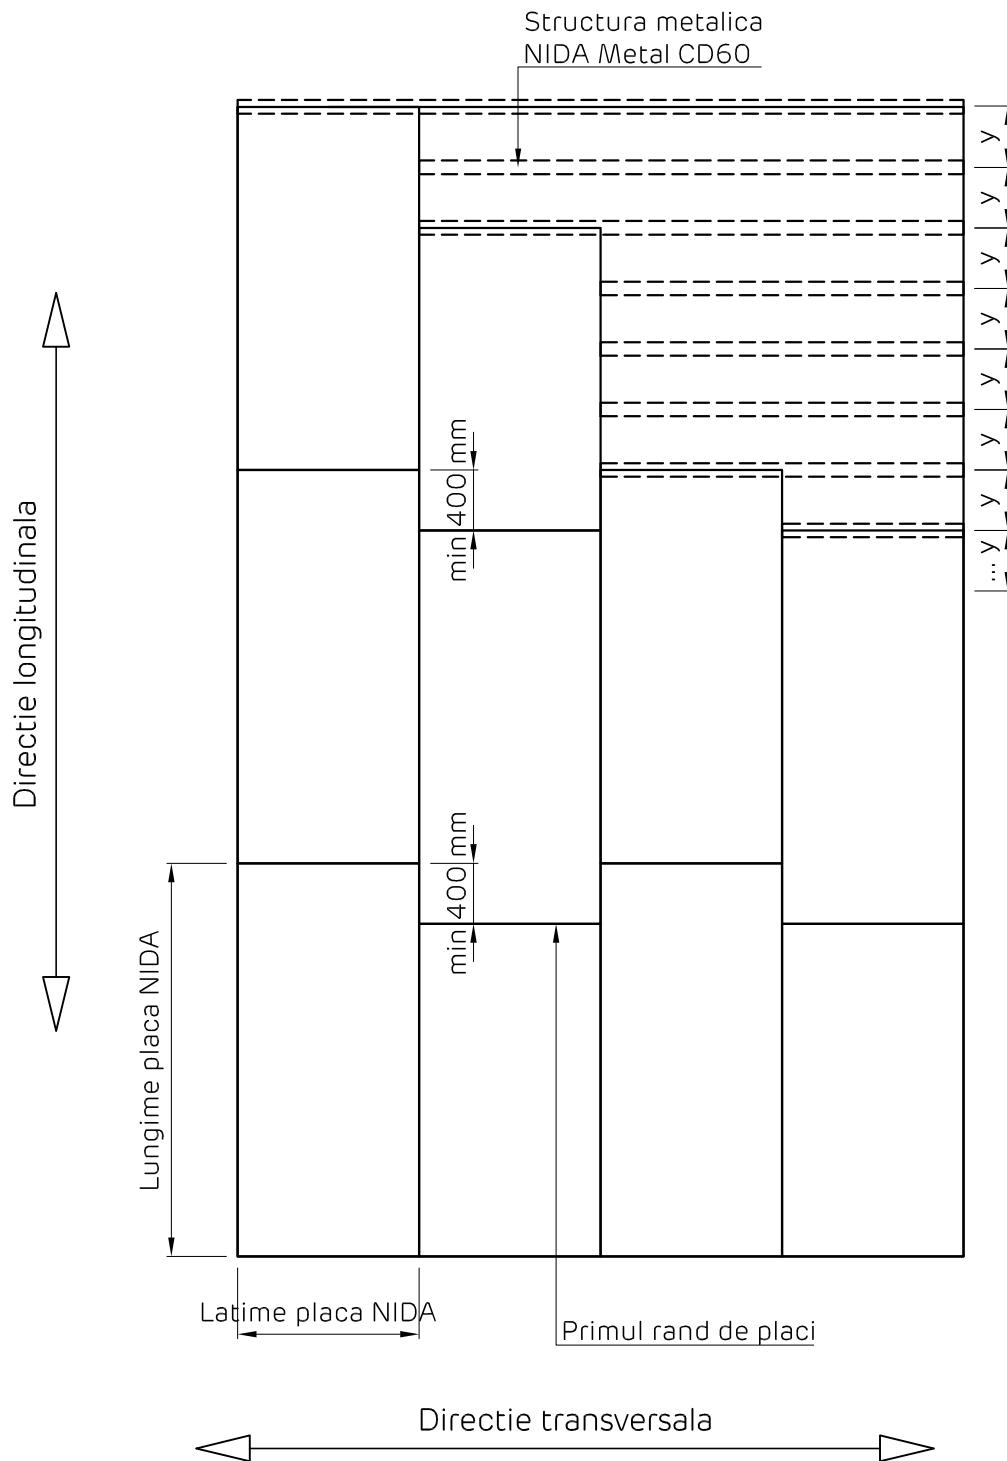 Structura metalica
NIDA Metal CD60
y
y
y
y
y
y
y
... y
min 400 mm
Directie longitudinala
min 400 mm
Lungime placa NIDA
Latime placa NIDA
Primul rand de placi
Directie transversala